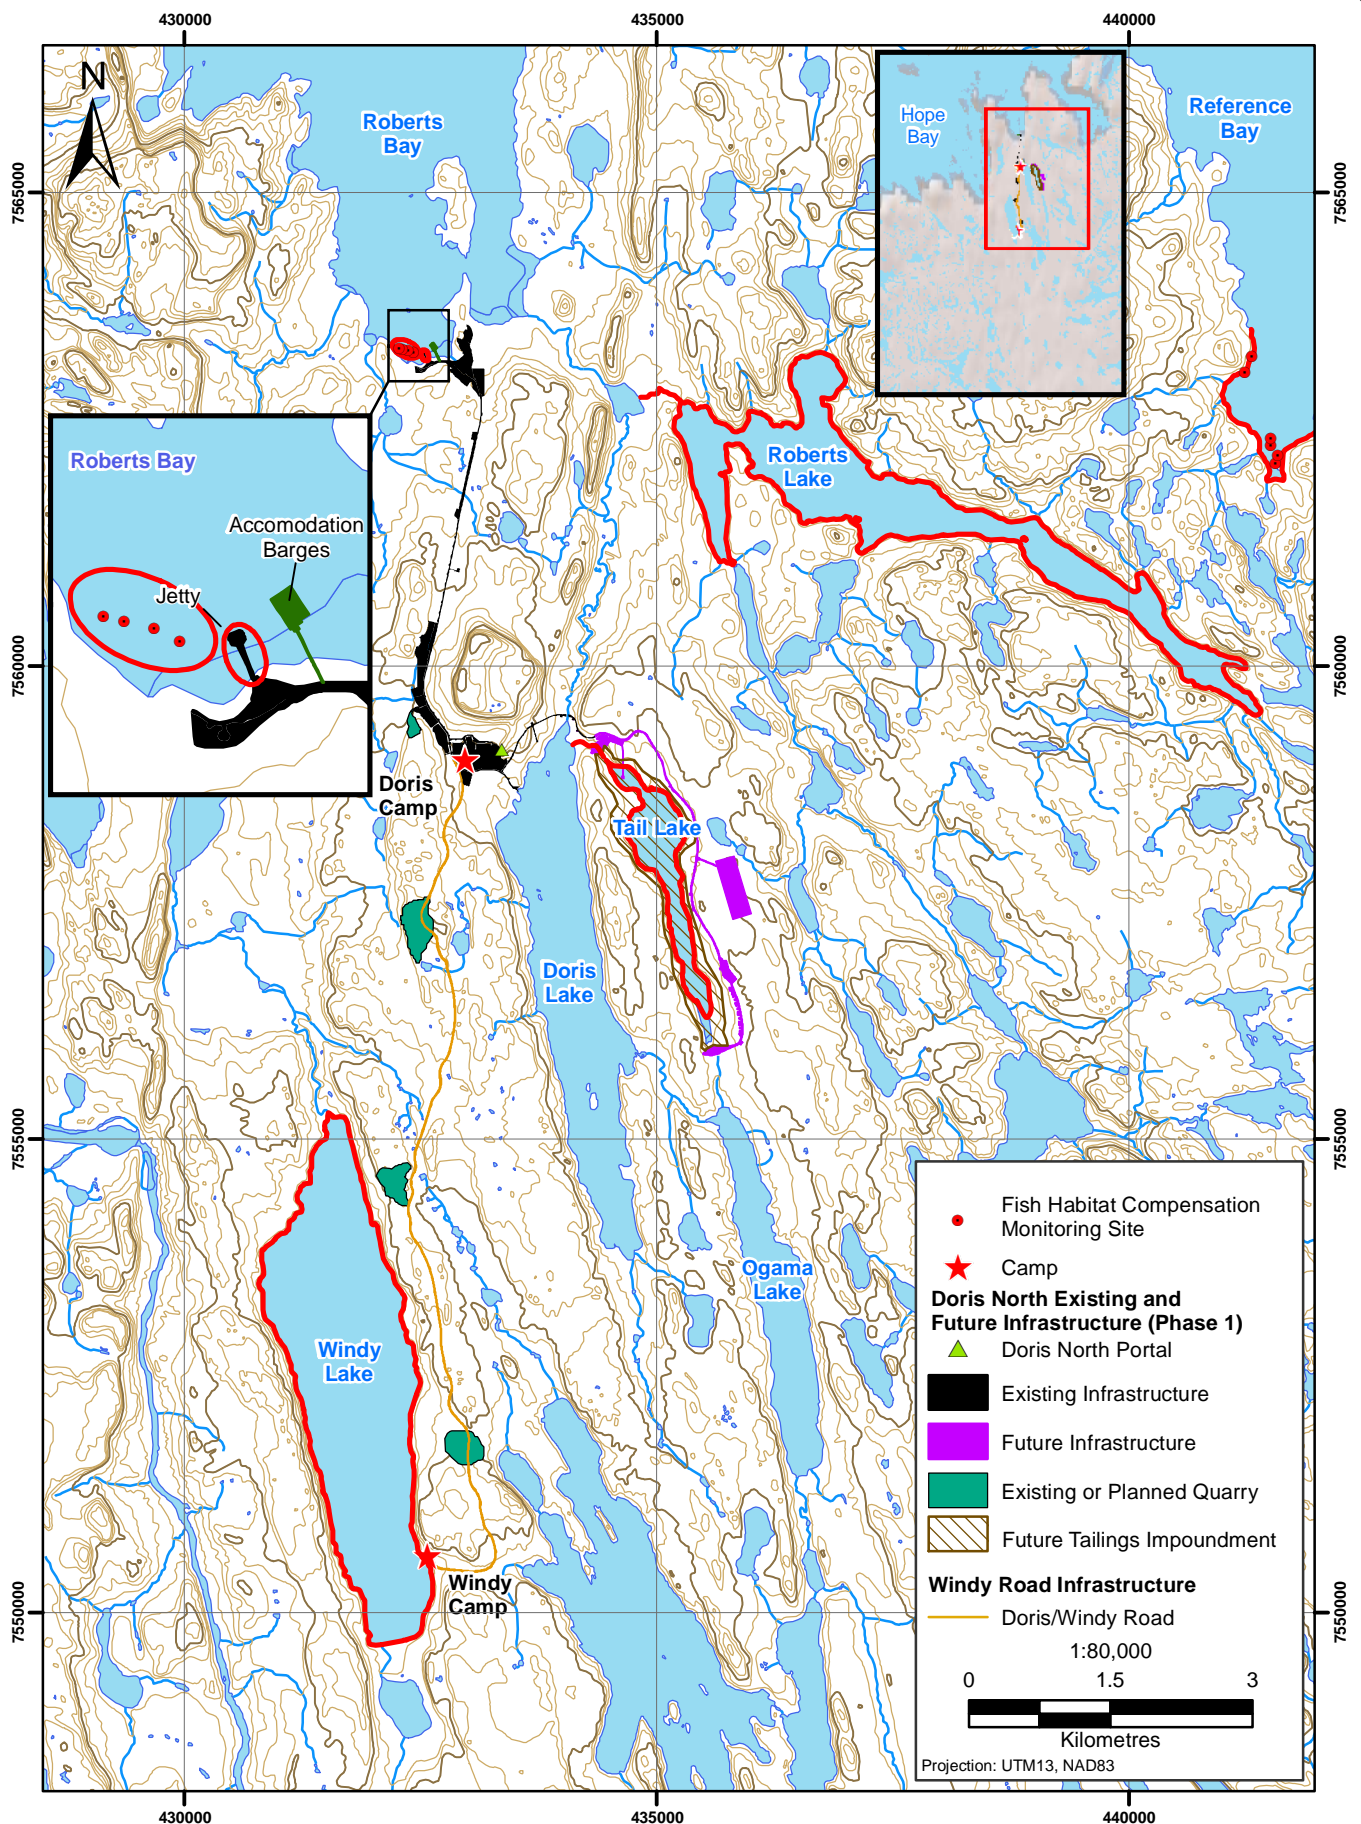 430000
435000
440000
N
Roberts
Bay
Hope
Bay
Reference
Bay
7565000
7565000
Roberts Bay
Accomodation
Barges
Jetty
Roberts
Lake
7560000
7560000
Doris
Camp
Tail Lake
Doris
Lake
7555000
7555000
Ogama
Lake
Windy
Lake
Windy
Camp
7550000
7550000
Fish Habitat Compensation
Monitoring Site
Camp
Doris North Existing and
Future Infrastructure (Phase 1)
Doris North Portal
Existing Infrastructure
Future Infrastructure
Existing or Planned Quarry
Future Tailings Impoundment
Windy Road Infrastructure
Doris/Windy Road
1:80,000
0 1.5 3
Kilometres
Projection: UTM13, NAD83
430000
435000
440000